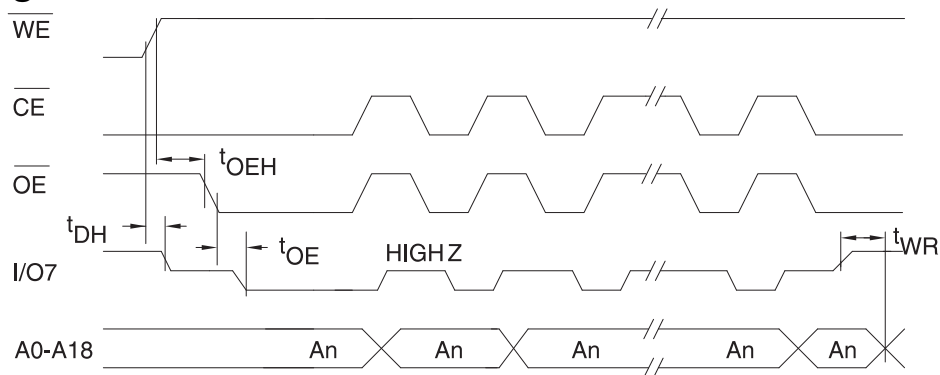 WE
CE
tOEH
OE
tDH
tOE
HIGH Z
tWR
I/O7
A0-A18 An An An An An